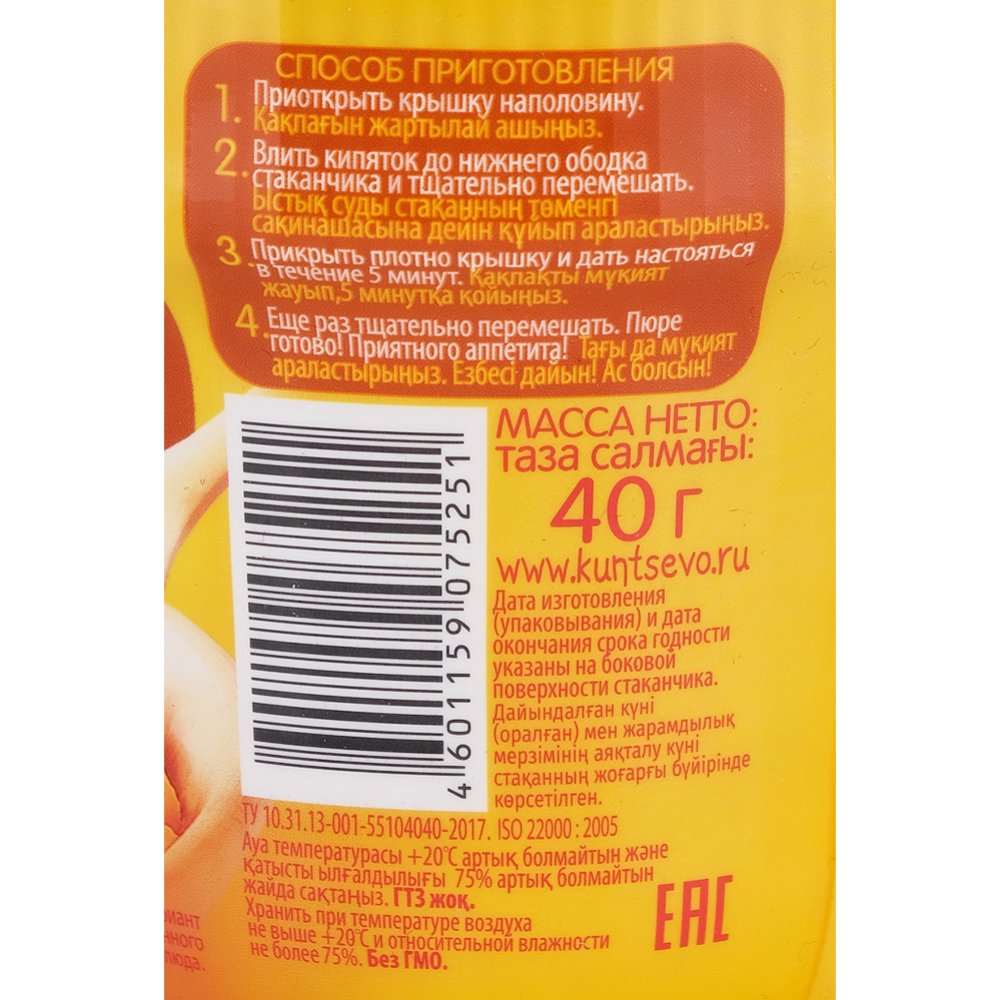 СПОСОБ ПРИГОТОВЛЕНИЯ
1. Приоткрыть крышку наполовину.
Қақпағын жартылай ашыңыз.
2. Влить кипяток до нижнего ободка
стаканчика и тщательно перемешать.
Ыстық суды стақанның төменгі
сақинашасына дейін құйып араластырыңыз.
3. Прикрыть плотно крышку и дать настояться
в течение 5 минут. Қақпақты мұқият
жауып,5 минутқа қойыңыз.
4. Еще раз тщательно перемешать. Пюре
готово! Приятного аппетита! Тағы да мұқият
араластырыңыз. Езбесі дайын! Ас болсын!
МАССА НЕТТО:
таза салмағы:
40 г
www.kuntsevo.ru
Дата изготовления
(упаковывания) и дата
окончания срока годности
указаны на боковой
поверхности стаканчика.
Дайындалған күні
(оралған) мен жарамдылық
мерзімінің аяқталу күні
стақанның жоғарғы бүйірінде
көрсетілген.
4 601159 075251
ТУ 10.31.13-001-55104040-2017. ISO 22000 : 2005
Ауа температурасы +20°С артық болмайтын және
қатысты ылғалдылығы 75% артық болмайтын
жайда сақтаңыз. ГТЗ жоқ.
Хранить при температуре воздуха
не выше +20°С и относительной влажности
не более 75%. Без ГМО.
ЕАС